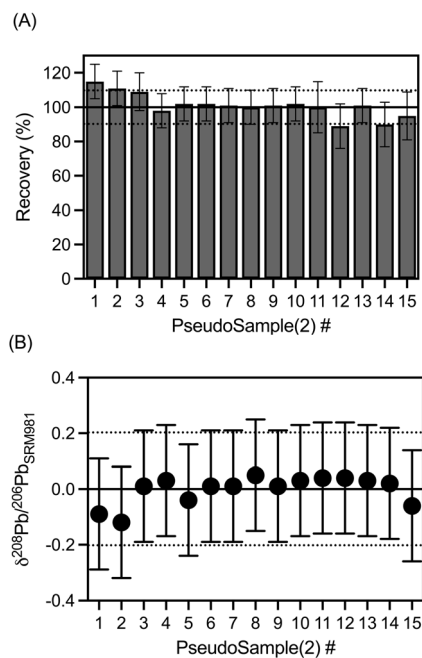 (A)
Recovery (%)
120
100
80
60
40
20
0
1 2 3 4 5 6 7 8 9 10 11 12 13 14 15
PseudoSample(2) #
(B)
δ²⁰⁸Pb/²⁰⁶Pb_SRM981
0.4
0.2
0.0
-0.2
-0.4
1 2 3 4 5 6 7 8 9 10 11 12 13 14 15
PseudoSample(2) #